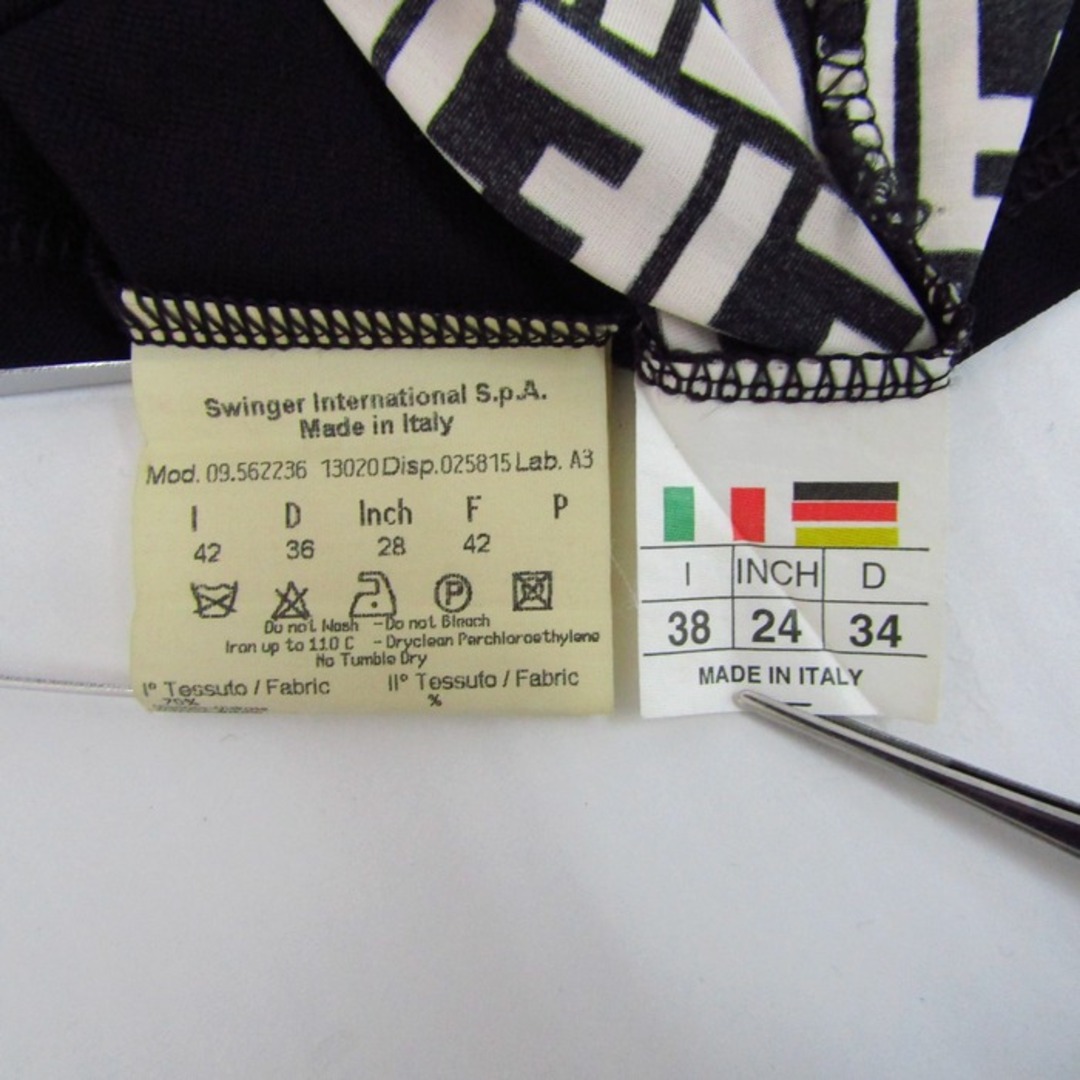 Swinger International S.p.A.
Made in Italy
Mod. 09.562236 13020 Disp.025815 Lab. A3
I D Inch F P
42 36 28 42
P
Do not Wash - Do not Bleach
Iron up to 110 C - Dryclean Perchloroethylene
No Tumble Dry
I° Tessuto / Fabric II° Tessuto / Fabric
70% %
I INCH D
38 24 34
MADE IN ITALY